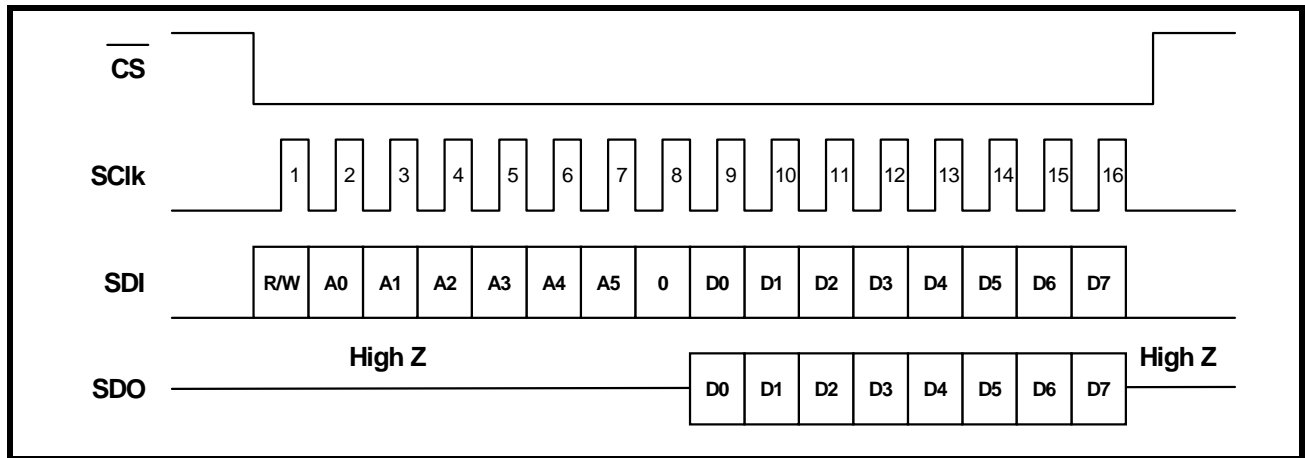 CS
SClk 1 2 3 4 5 6 7 8 9 10 11 12 13 14 15 16
SDI R/W A0 A1 A2 A3 A4 A5 0 D0 D1 D2 D3 D4 D5 D6 D7
High Z High Z
SDO D0 D1 D2 D3 D4 D5 D6 D7